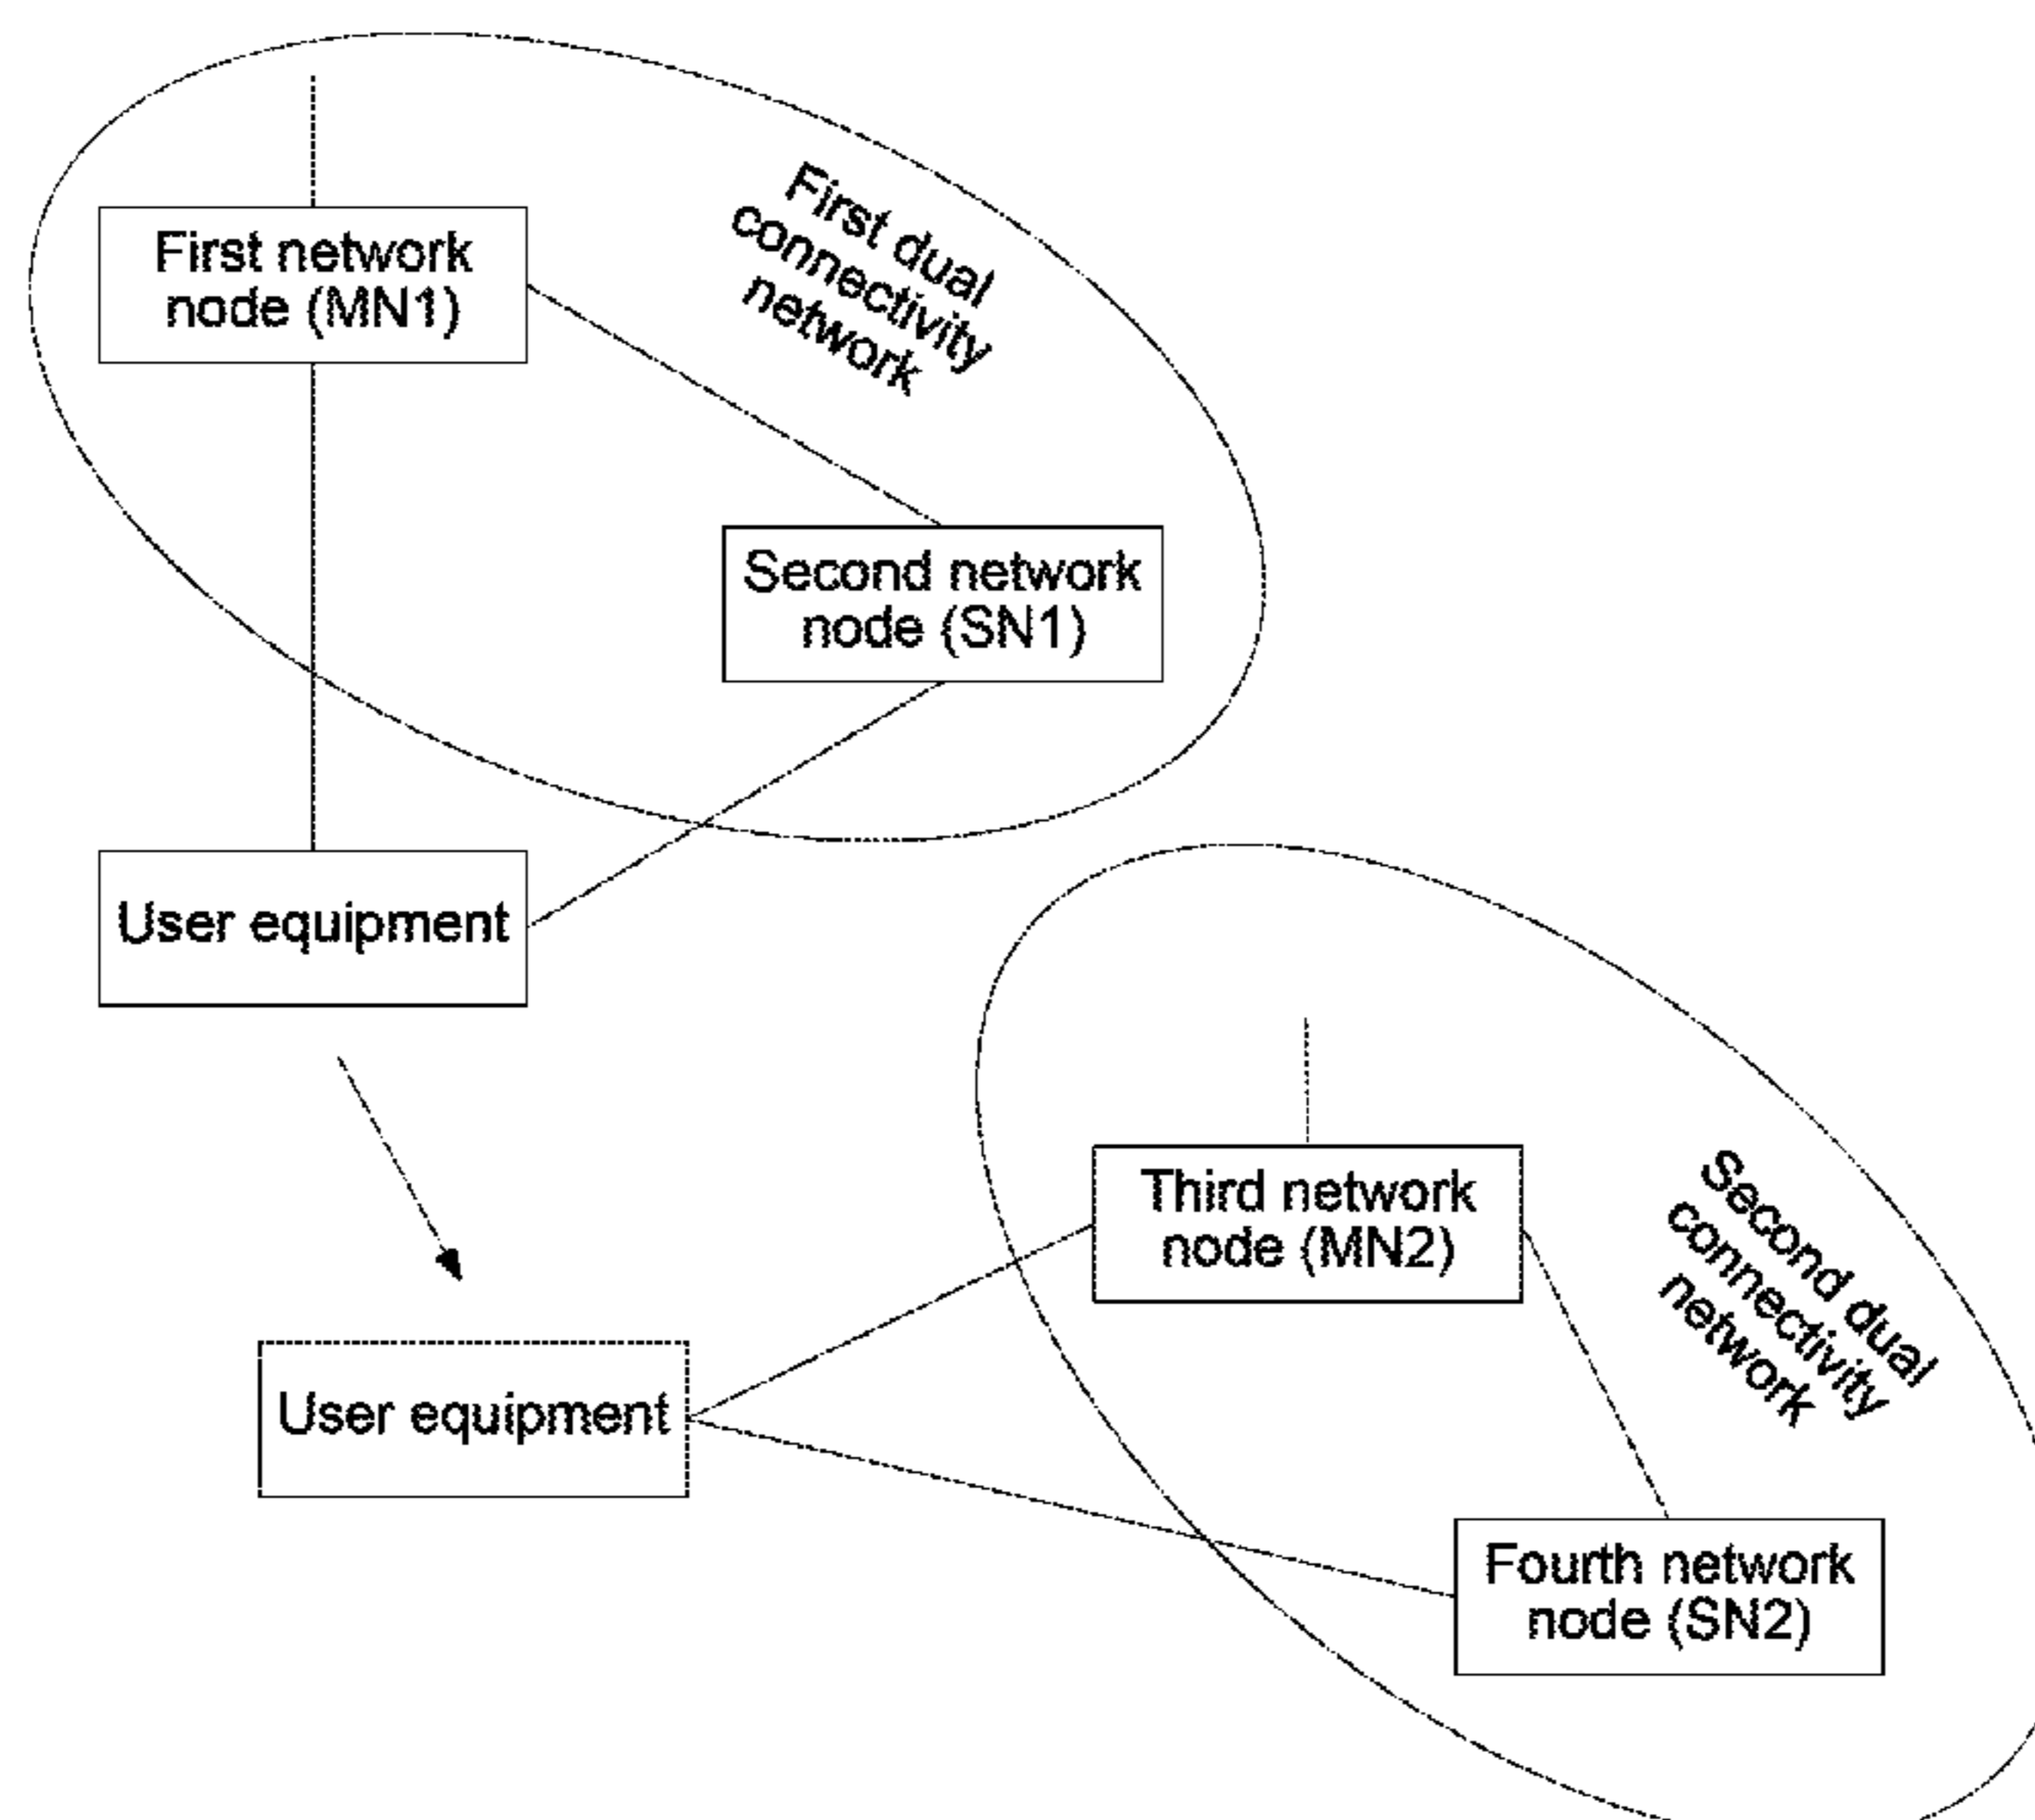 First network
node (MN1)
First dual
connectivity
network
Second network
node (SN1)
User equipment
Third network
node (MN2)
Second dual
connectivity
network
User equipment
Fourth network
node (SN2)